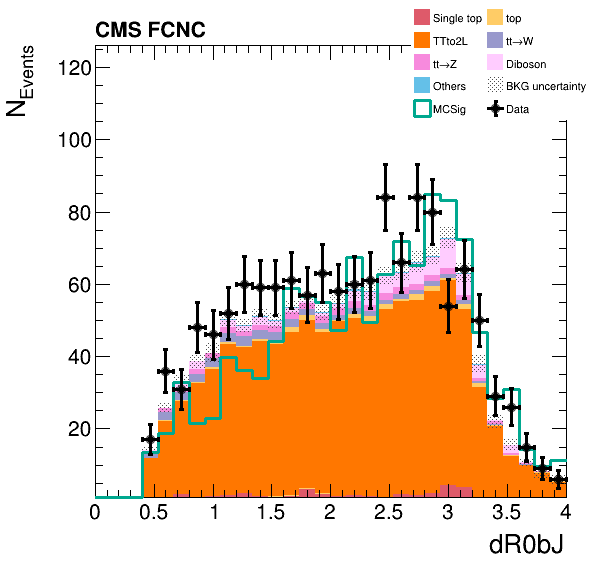 CMS FCNC
Single top
top
TTto2L
tt→W
tt→Z
Diboson
Others
BKG uncertainty
MCSig
Data
NEvents
120
100
80
60
40
20
0 0.5 1 1.5 2 2.5 3 3.5 4
dR0bJ